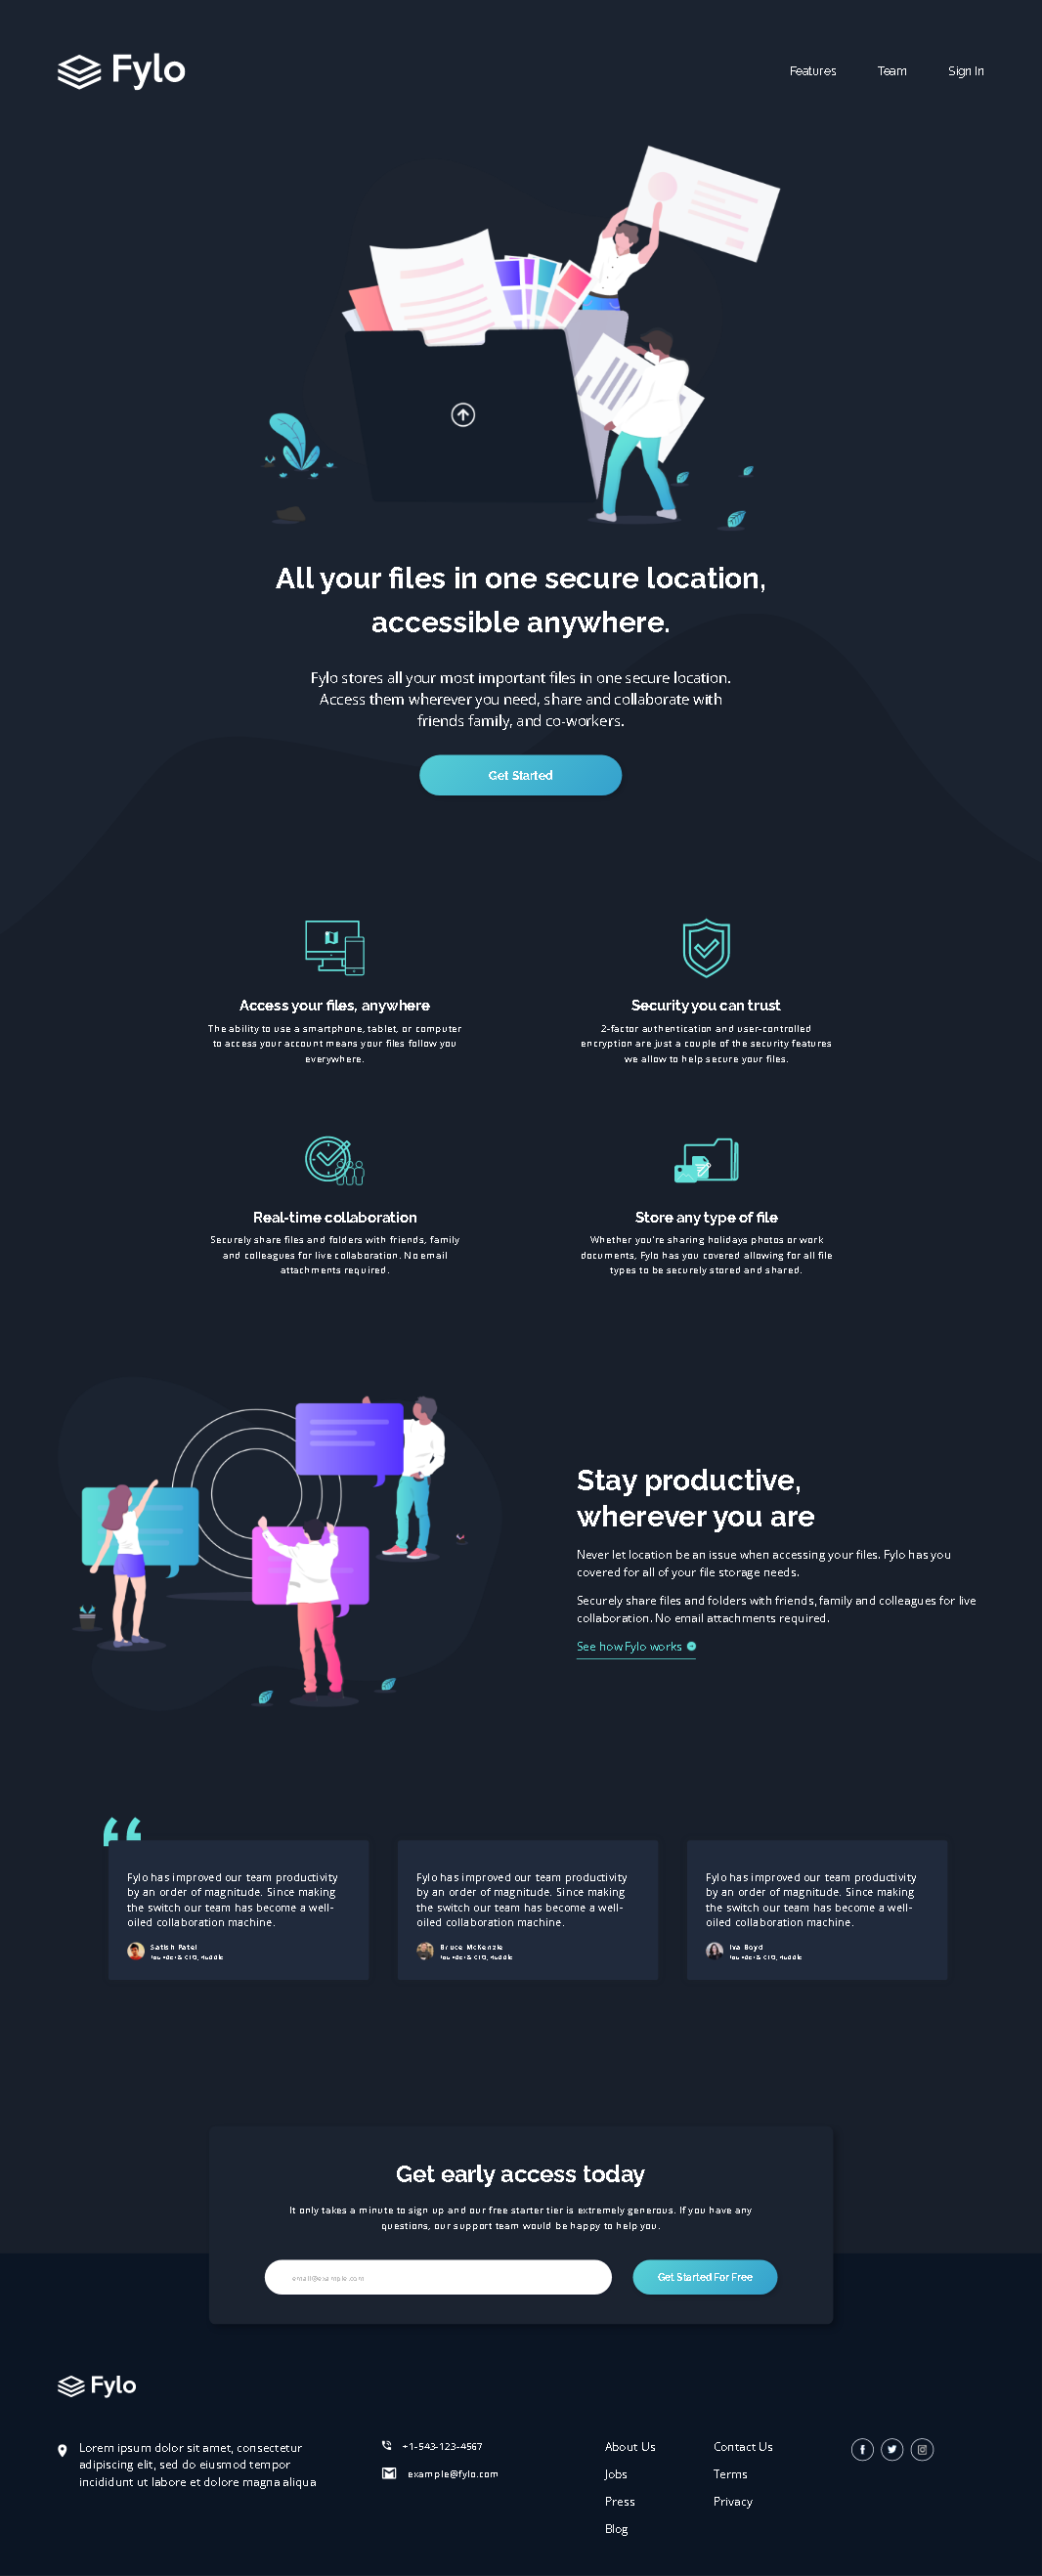 Fylo
Features
Team
Sign In
All your files in one secure location,
accessible anywhere.
Fylo stores all your most important files in one secure location.
Access them wherever you need, share and collaborate with
friends family, and co-workers.
Get Started
Access your files, anywhere
The ability to use a smartphone, tablet, or computer
to access your account means your files follow you
everywhere.
Security you can trust
2-factor authentication and user-controlled
encryption are just a couple of the security features
we allow to help secure your files.
Real-time collaboration
Securely share files and folders with friends, family
and colleagues for live collaboration. No email
attachments required.
Store any type of file
Whether you're sharing holidays photos or work
documents, Fylo has you covered allowing for all file
types to be securely stored and shared.
Stay productive,
wherever you are
Never let location be an issue when accessing your files. Fylo has you
covered for all of your file storage needs.
Securely share files and folders with friends, family and colleagues for live
collaboration. No email attachments required.
See how Fylo works
Fylo has improved our team productivity
by an order of magnitude. Since making
the switch our team has become a well-
oiled collaboration machine.
Satish Patel
Founder & CEO, Huddle
Fylo has improved our team productivity
by an order of magnitude. Since making
the switch our team has become a well-
oiled collaboration machine.
Bruce McKenzie
Founder & CEO, Huddle
Fylo has improved our team productivity
by an order of magnitude. Since making
the switch our team has become a well-
oiled collaboration machine.
Iva Boyd
Founder & CEO, Huddle
Get early access today
It only takes a minute to sign up and our free starter tier is extremely generous. If you have any
questions, our support team would be happy to help you.
email@example.com
Get Started For Free
Fylo
Lorem ipsum dolor sit amet, consectetur
adipiscing elit, sed do eiusmod tempor
incididunt ut labore et dolore magna aliqua
+1-543-123-4567
example@fylo.com
About Us
Jobs
Press
Blog
Contact Us
Terms
Privacy